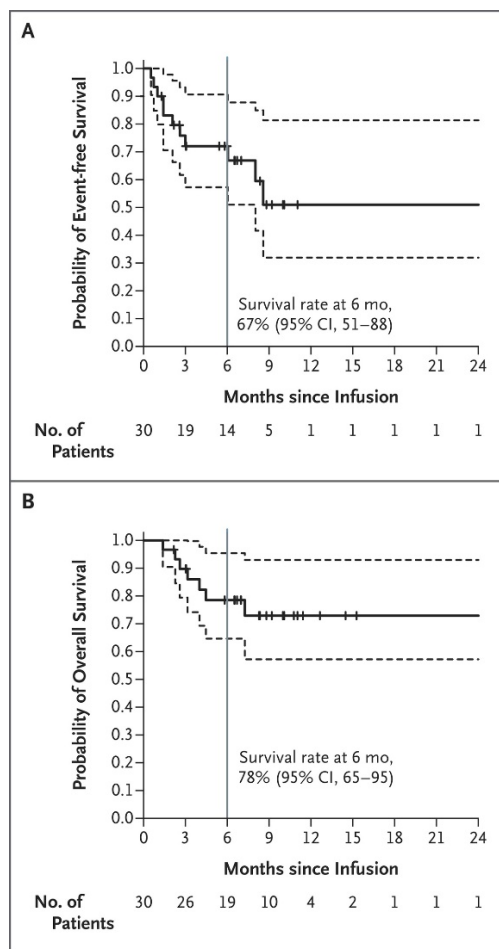 A
Probability of Event-free Survival
1.0
0.9
0.8
0.7
0.6
0.5
0.4
0.3
0.2
0.1
0.0
Survival rate at 6 mo,
67% (95% CI, 51–88)
0 3 6 9 12 15 18 21 24
Months since Infusion
No. of
Patients
30 19 14 5 1 1 1 1 1
B
Probability of Overall Survival
1.0
0.9
0.8
0.7
0.6
0.5
0.4
0.3
0.2
0.1
0.0
Survival rate at 6 mo,
78% (95% CI, 65–95)
0 3 6 9 12 15 18 21 24
Months since Infusion
No. of
Patients
30 26 19 10 4 2 1 1 1